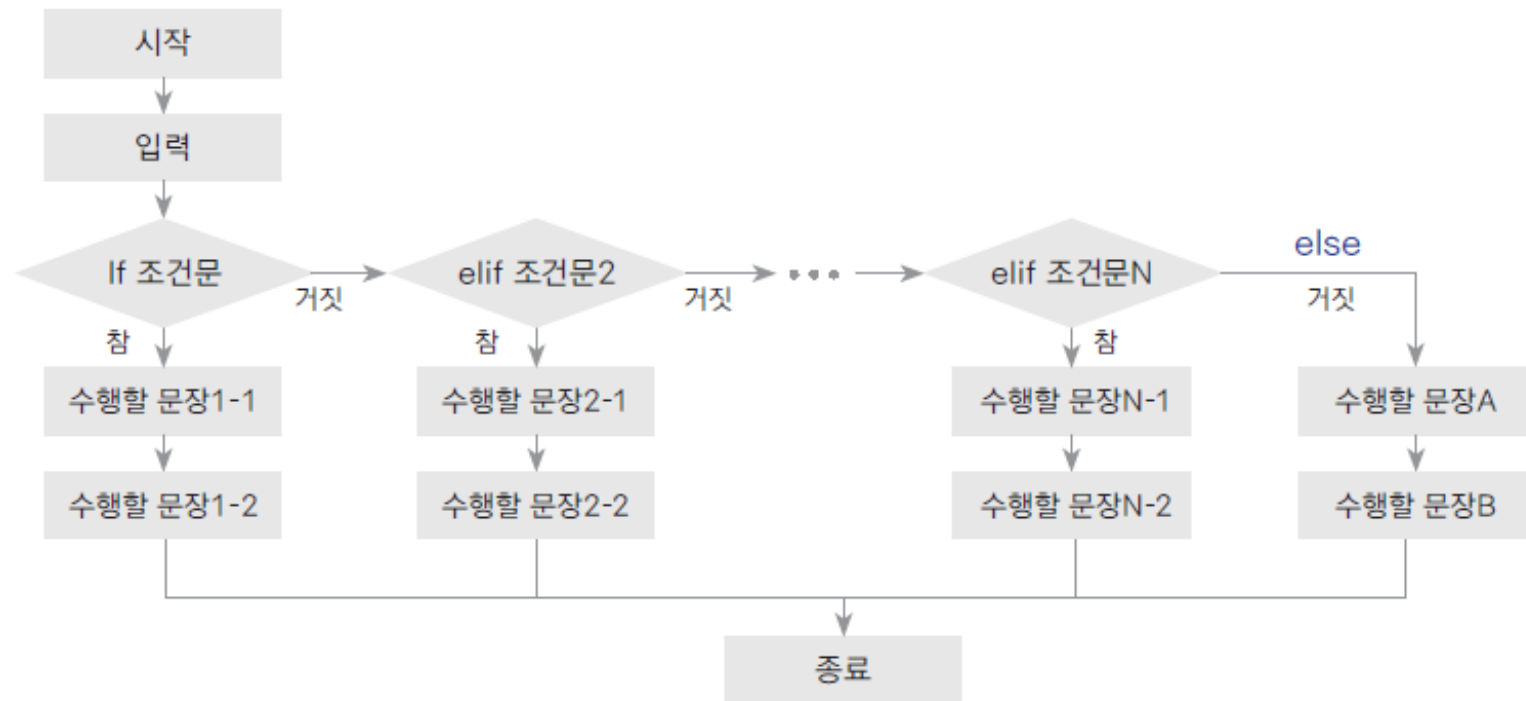 시작
입력
If 조건문
거짓
elif 조건문2
거짓
elif 조건문N
else
거짓
참
참
참
수행할 문장1-1
수행할 문장2-1
수행할 문장N-1
수행할 문장A
수행할 문장1-2
수행할 문장2-2
수행할 문장N-2
수행할 문장B
종료